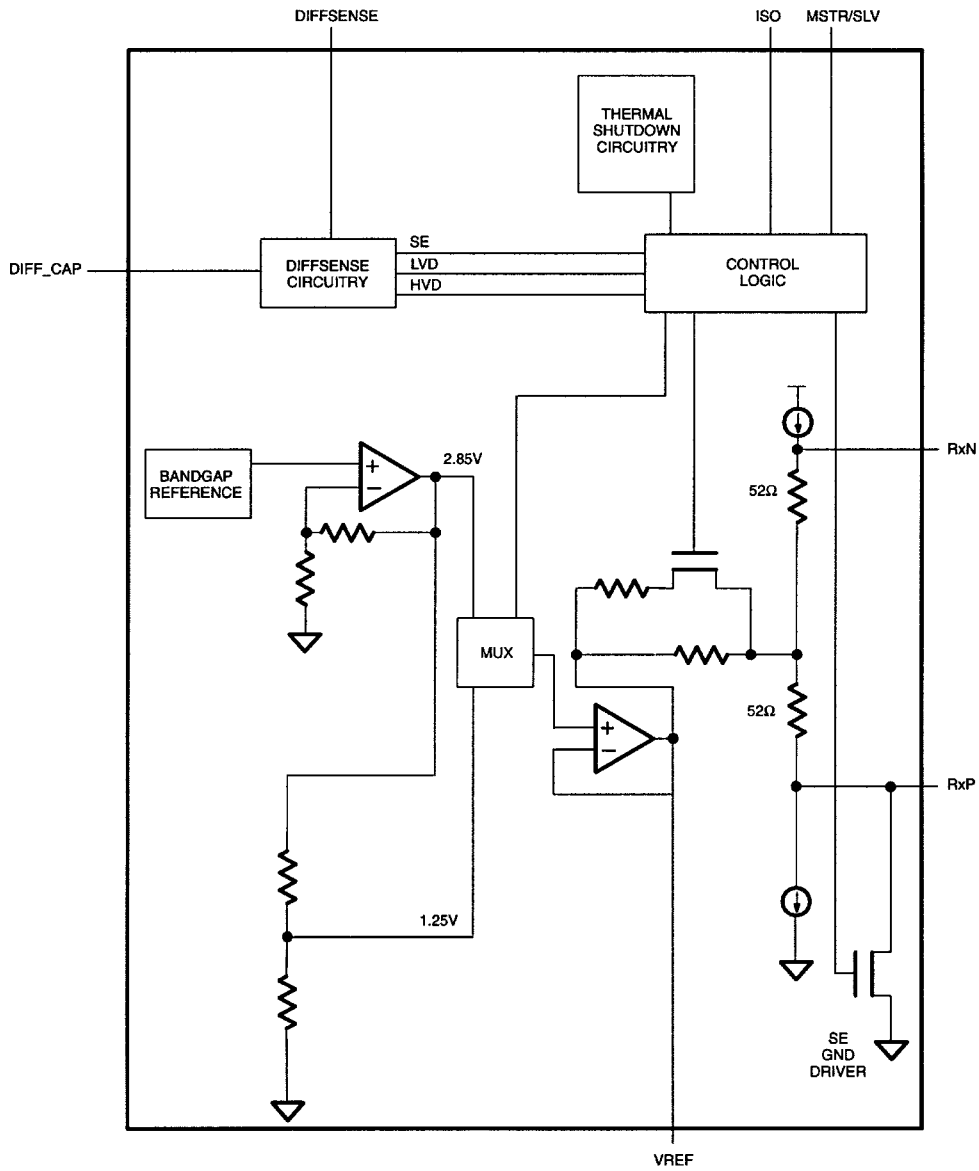 DIFFSENSE
ISO
MSTR/SLV
THERMAL
SHUTDOWN
CIRCUITRY
DIFF_CAP
DIFFSENSE
CIRCUITRY
SE
LVD
HVD
CONTROL
LOGIC
BANDGAP
REFERENCE
+
−
2.85V
RxN
52Ω
MUX
52Ω
+
−
RxP
1.25V
SE
GND
DRIVER
VREF